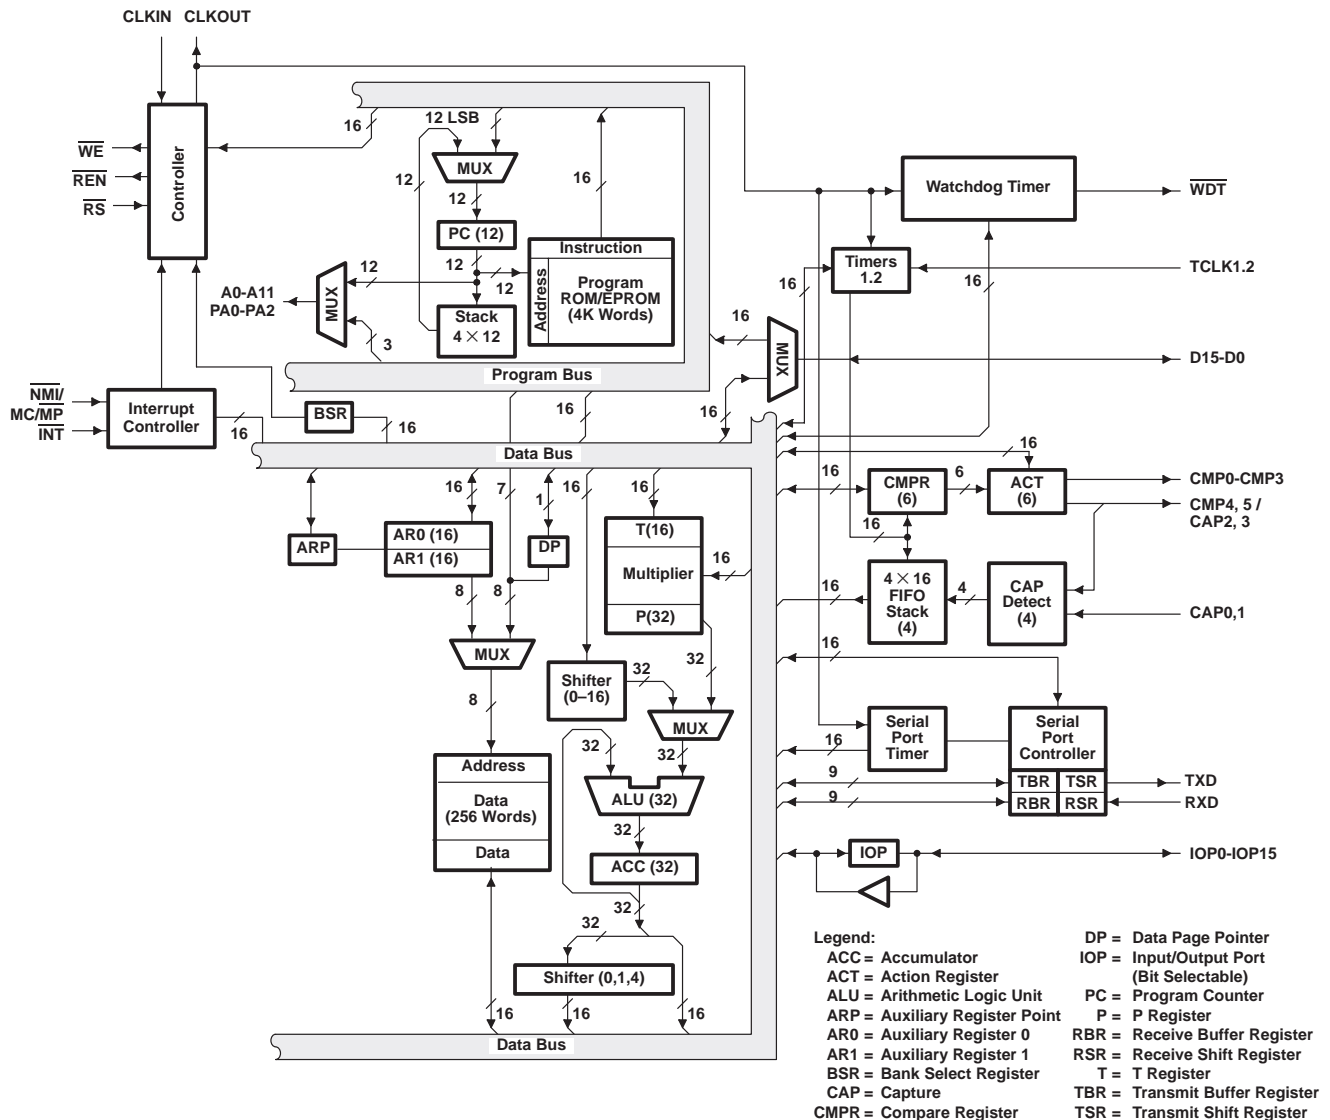 CLKIN CLKOUT
Controller
WE
REN
RS
16
12 LSB
MUX
12
12
PC (12)
12
12
Stack
4 × 12
16
Instruction
Address
Program
ROM/EPROM
(4K Words)
12
MUX
A0-A11
PA0-PA2
3
Program Bus
Watchdog Timer
WDT
Timers
1.2
TCLK1.2
16
16
16
MUX
D15-D0
16
NMI/
MC/MP
INT
Interrupt
Controller
16
BSR
16
16
Data Bus
16
7
1
16
16
ARP
AR0 (16)
AR1 (16)
DP
8
8
MUX
8
T(16)
Multiplier
P(32)
16
Shifter
(0–16)
32
32
MUX
32
32
ALU (32)
32
ACC (32)
32
32
Shifter (0,1,4)
16
16
16
Address
Data
(256 Words)
Data
Data Bus
16
16
CMPR
(6)
6
ACT
(6)
CMP0-CMP3
CMP4, 5 /
CAP2, 3
16
16
4 × 16
FIFO
Stack
(4)
4
CAP
Detect
(4)
CAP0,1
16
16
Serial
Port
Timer
Serial
Port
Controller
9
TBR
TSR
TXD
9
RBR
RSR
RXD
IOP
IOP0-IOP15
Legend:
ACC = Accumulator
ACT = Action Register
ALU = Arithmetic Logic Unit
ARP = Auxiliary Register Point
AR0 = Auxiliary Register 0
AR1 = Auxiliary Register 1
BSR = Bank Select Register
CAP = Capture
CMPR = Compare Register
DP = Data Page Pointer
IOP = Input/Output Port
(Bit Selectable)
PC = Program Counter
P = P Register
RBR = Receive Buffer Register
RSR = Receive Shift Register
T = T Register
TBR = Transmit Buffer Register
TSR = Transmit Shift Register